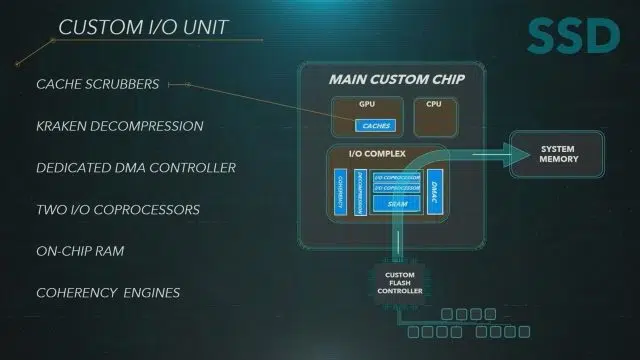 CUSTOM I/O UNIT
SSD
CACHE SCRUBBERS
KRAKEN DECOMPRESSION
DEDICATED DMA CONTROLLER
TWO I/O COPROCESSORS
ON-CHIP RAM
COHERENCY ENGINES
MAIN CUSTOM CHIP
GPU
CPU
CACHES
I/O COMPLEX
COHERENCY
DECOMPRESSION
I/O COPROCESSOR
I/O COPROCESSOR
SRAM
DMAC
SYSTEM
MEMORY
CUSTOM
FLASH
CONTROLLER